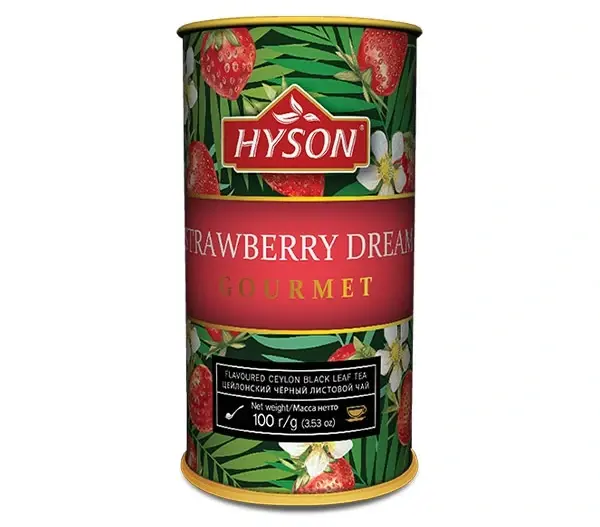 HYSON®
STRAWBERRY DREAM
GOURMET
FLAVOURED CEYLON BLACK LEAF TEA
ЦЕЙЛОНСКИЙ ЧЁРНЫЙ ЛИСТОВОЙ ЧАЙ
Net weight/Масса нетто
100 г/g (3.53 oz)